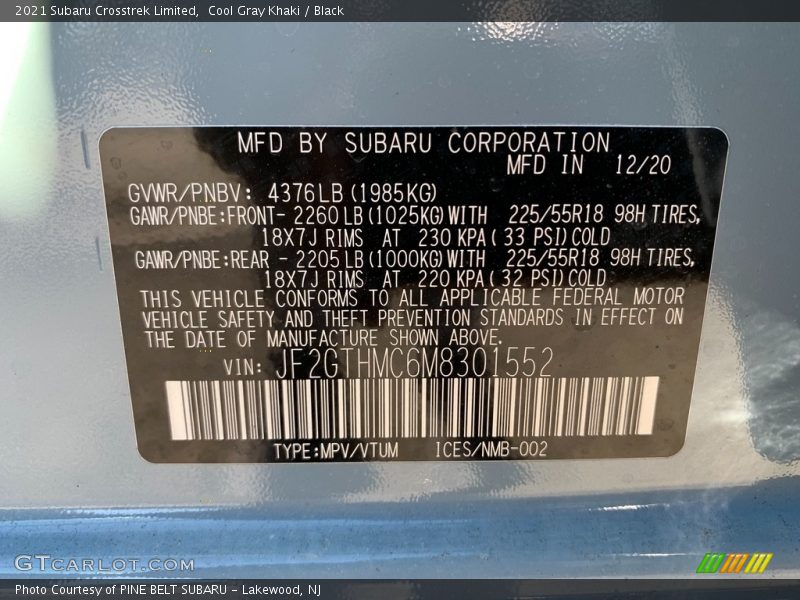 2021 Subaru Crosstrek Limited,  Cool Gray Khaki / Black
MFD BY SUBARU CORPORATION
MFD IN 12/20
GVWR/PNBV: 4376LB (1985KG)
GAWR/PNBE:FRONT- 2260 LB (1025KG) WITH 225/55R18 98H TIRES,
18X7J RIMS AT 230 KPA ( 33 PSI) COLD
GAWR/PNBE:REAR - 2205 LB (1000KG) WITH 225/55R18 98H TIRES,
18X7J RIMS AT 220 KPA ( 32 PSI) COLD
THIS VEHICLE CONFORMS TO ALL APPLICABLE FEDERAL MOTOR
VEHICLE SAFETY AND THEFT PREVENTION STANDARDS IN EFFECT ON
THE DATE OF MANUFACTURE SHOWN ABOVE.
VIN: JF2GTHMC6M8301552
TYPE:MPV/VTUM ICES/NMB-002
GTCARLOT.COM
Photo Courtesy of PINE BELT SUBARU – Lakewood, NJ